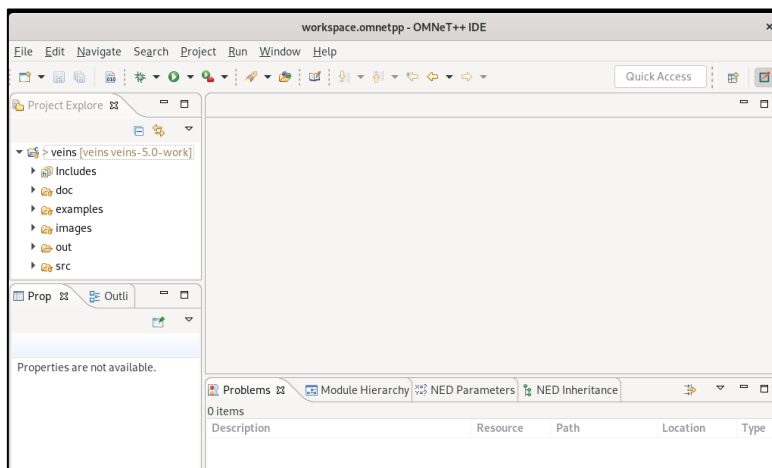 workspace.omnetpp - OMNeT++ IDE
File Edit Navigate Search Project Run Window Help
Quick Access
Project Explore
> veins [veins veins-5.0-work]
Includes
doc
examples
images
out
src
Prop Outli
Properties are not available.
Problems Module Hierarchy NED Parameters NED Inheritance
0 items
Description Resource Path Location Type